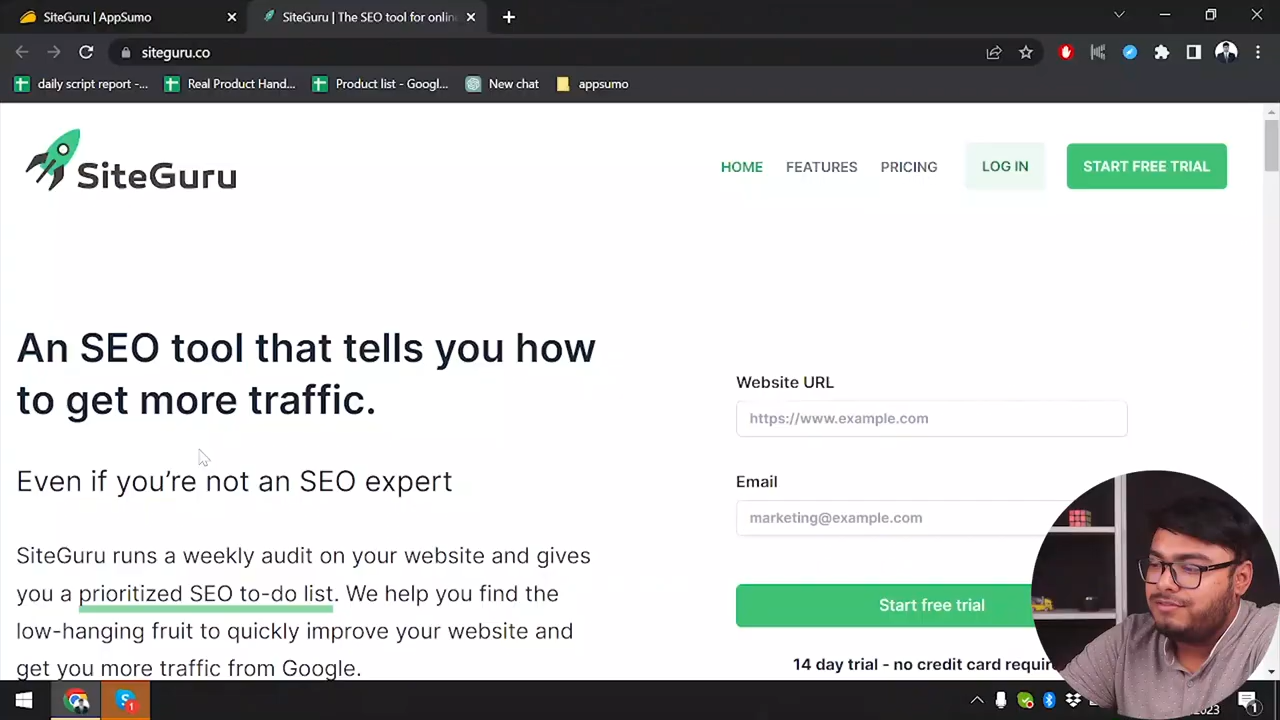 SiteGuru | AppSumo
SiteGuru | The SEO tool for onlin
siteguru.co
daily script report -...
Real Product Hand...
Product list - Googl...
New chat
appsumo
SiteGuru
HOME
FEATURES
PRICING
LOG IN
START FREE TRIAL
An SEO tool that tells you how
to get more traffic.
Even if you’re not an SEO expert
SiteGuru runs a weekly audit on your website and gives
you a prioritized SEO to-do list. We help you find the
low-hanging fruit to quickly improve your website and
get you more traffic from Google.
Website URL
https://www.example.com
Email
marketing@example.com
Start free trial
14 day trial - no credit card requir
1
2023
1